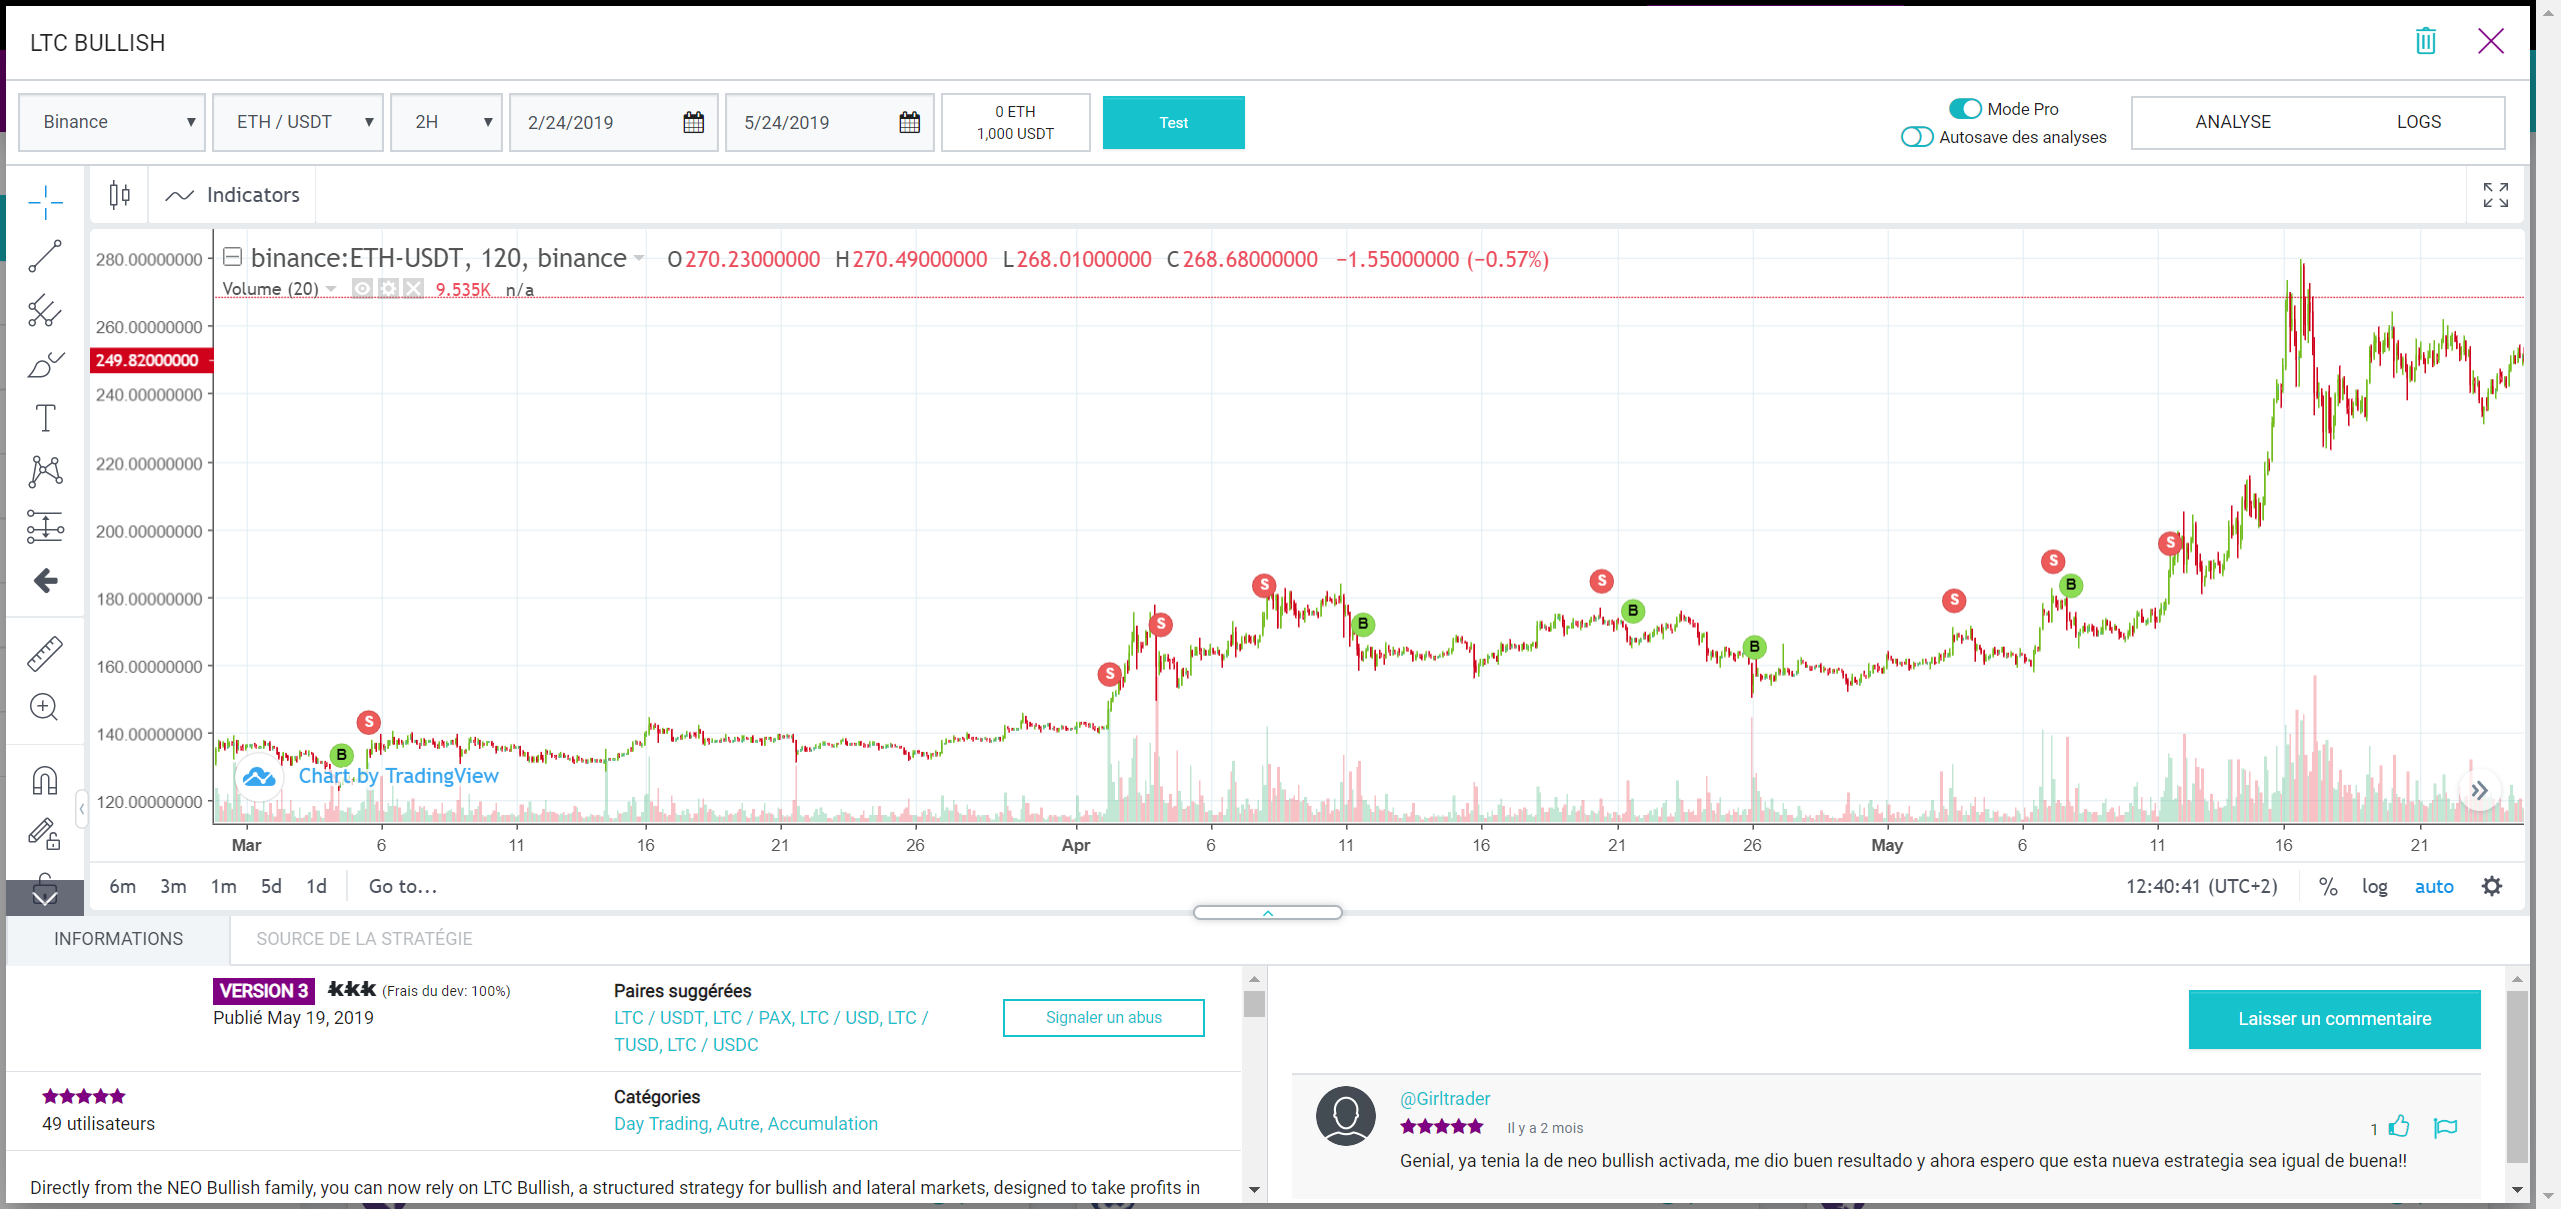 LTC BULLISH
Binance ETH / USDT 2H 2/24/2019 5/24/2019
0 ETH
1,000 USDT
Test
Mode Pro
Autosave des analyses
ANALYSE LOGS
Indicators
binance:ETH-USDT, 120, binance O270.23000000 H270.49000000 L268.01000000 C268.68000000 −1.55000000 (−0.57%)
Volume (20) 9.535K n/a
280.00000000
260.00000000
249.82000000
240.00000000
220.00000000
200.00000000
180.00000000
160.00000000
140.00000000
120.00000000
B S S S S B S B B S S B S
Chart by TradingView
Mar 6 11 16 21 26 Apr 6 11 16 21 26 May 6 11 16 21
6m 3m 1m 5d 1d Go to... 12:40:41 (UTC+2) % log auto
INFORMATIONS SOURCE DE LA STRATÉGIE
VERSION 3 (Frais du dev: 100%)
Publié May 19, 2019
Paires suggérées
LTC / USDT, LTC / PAX, LTC / USD, LTC /
TUSD, LTC / USDC
Signaler un abus
49 utilisateurs
Catégories
Day Trading, Autre, Accumulation
Directly from the NEO Bullish family, you can now rely on LTC Bullish, a structured strategy for bullish and lateral markets, designed to take profits in
Laisser un commentaire
@Girltrader
Il y a 2 mois
1
Genial, ya tenia la de neo bullish activada, me dio buen resultado y ahora espero que esta nueva estrategia sea igual de buena!!